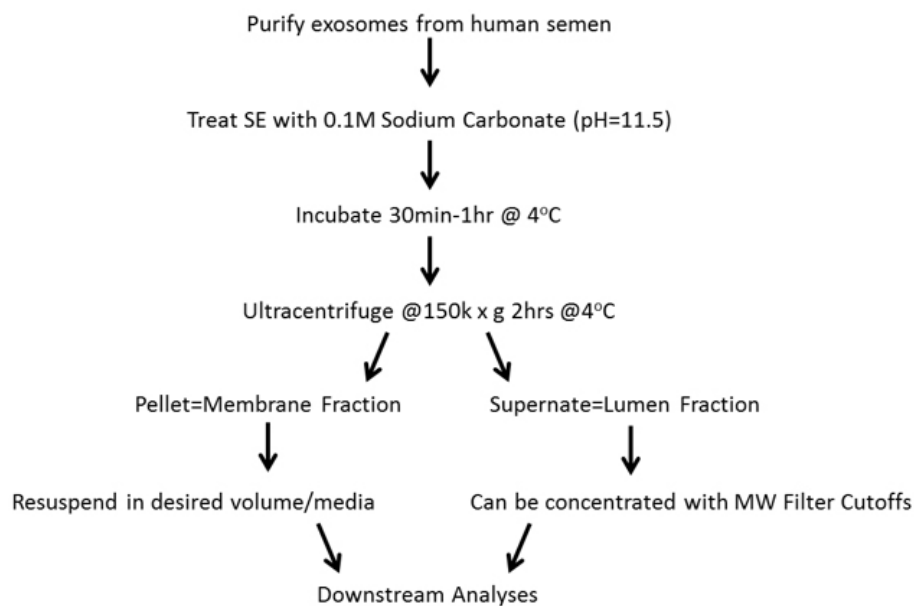 Purify exosomes from human semen
Treat SE with 0.1M Sodium Carbonate (pH=11.5)
Incubate 30min-1hr @ 4°C
Ultracentrifuge @150k x g 2hrs @4°C
Pellet=Membrane Fraction
Supernate=Lumen Fraction
Resuspend in desired volume/media
Can be concentrated with MW Filter Cutoffs
Downstream Analyses